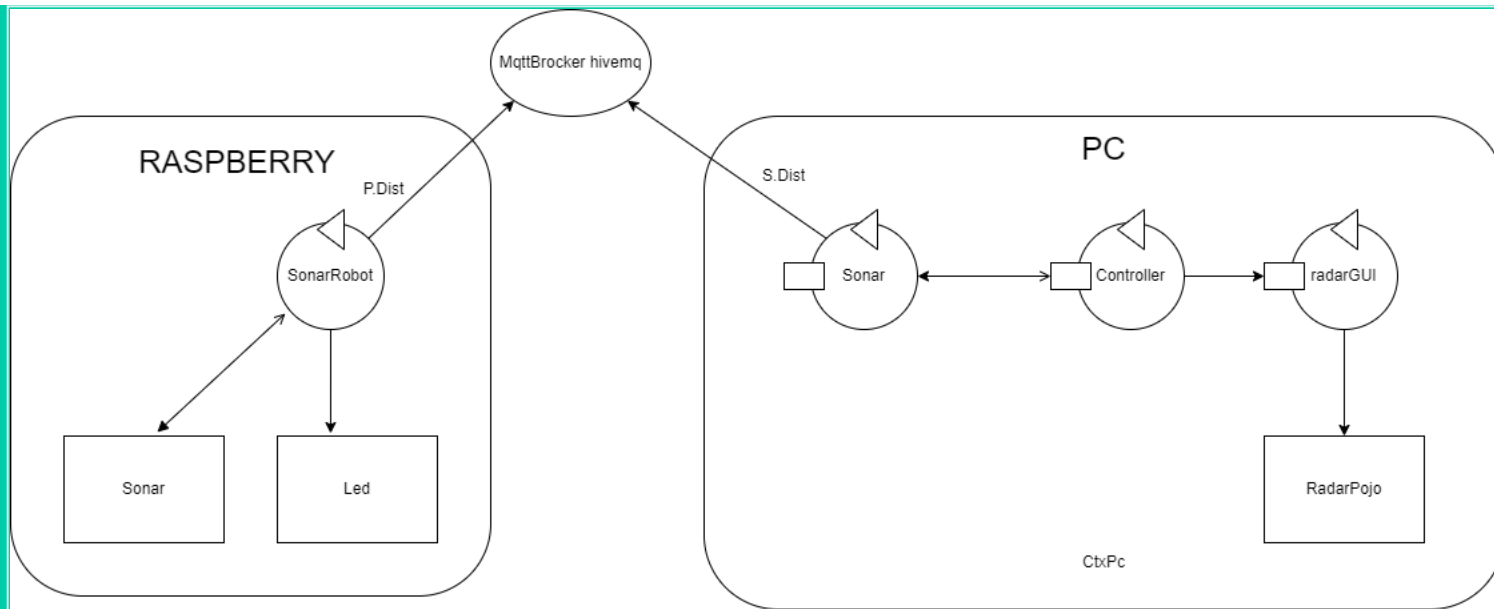 MqttBrocker hivemq
RASPBERRY
PC
P.Dist
S.Dist
SonarRobot
Sonar
Controller
radarGUI
Sonar
Led
RadarPojo
CtxPc